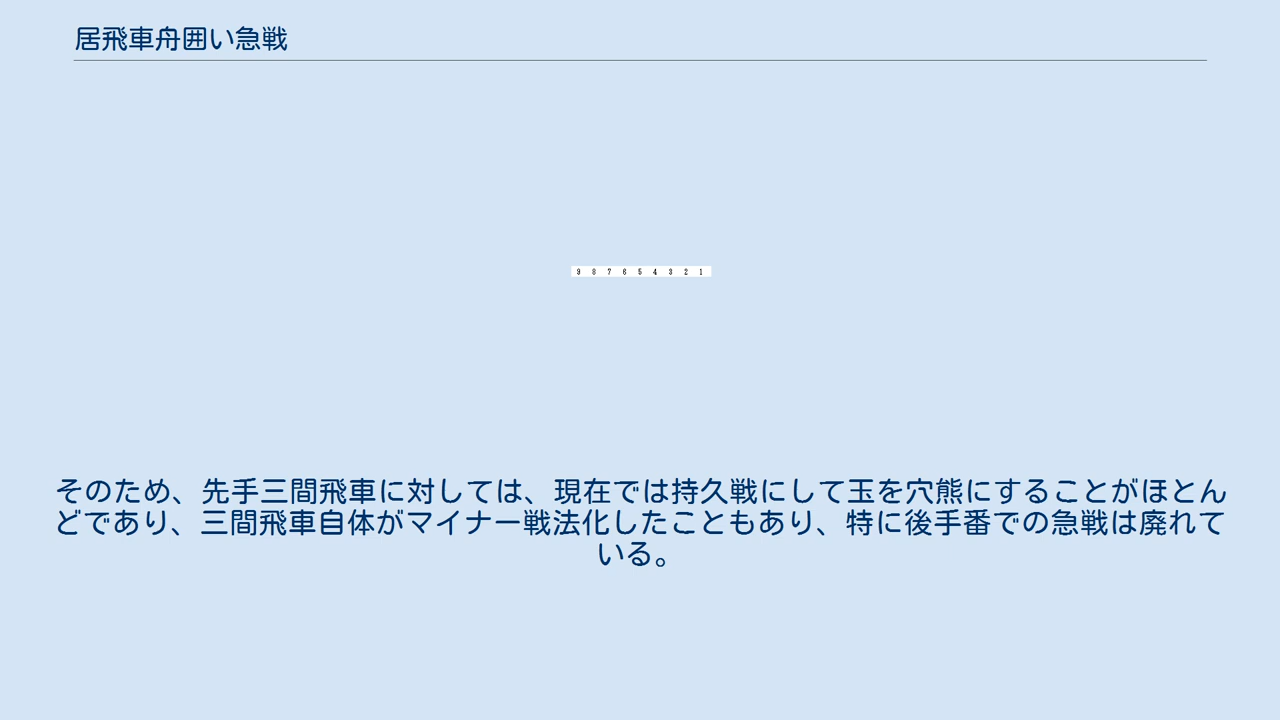 居飛車舟囲い急戦
9 8 7 6 5 4 3 2 1
そのため、先手三間飛車に対しては、現在では持久戦にして玉を穴熊にすることがほとん
どであり、三間飛車自体がマイナー戦法化したこともあり、特に後手番での急戦は廃れて
いる。